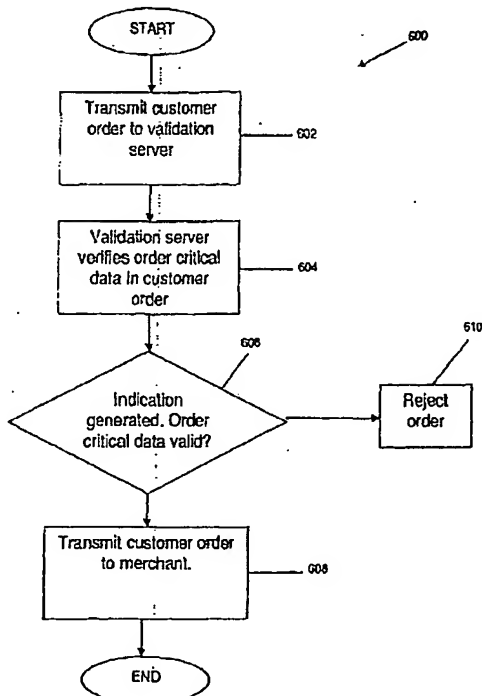 START
600
Transmit customer
order to validation
server
602
Validation server
verifies order critical
data in customer
order
604
606
Indication
generated. Order
critical data valid?
610
Reject
order
Transmit customer order
to merchant.
608
END